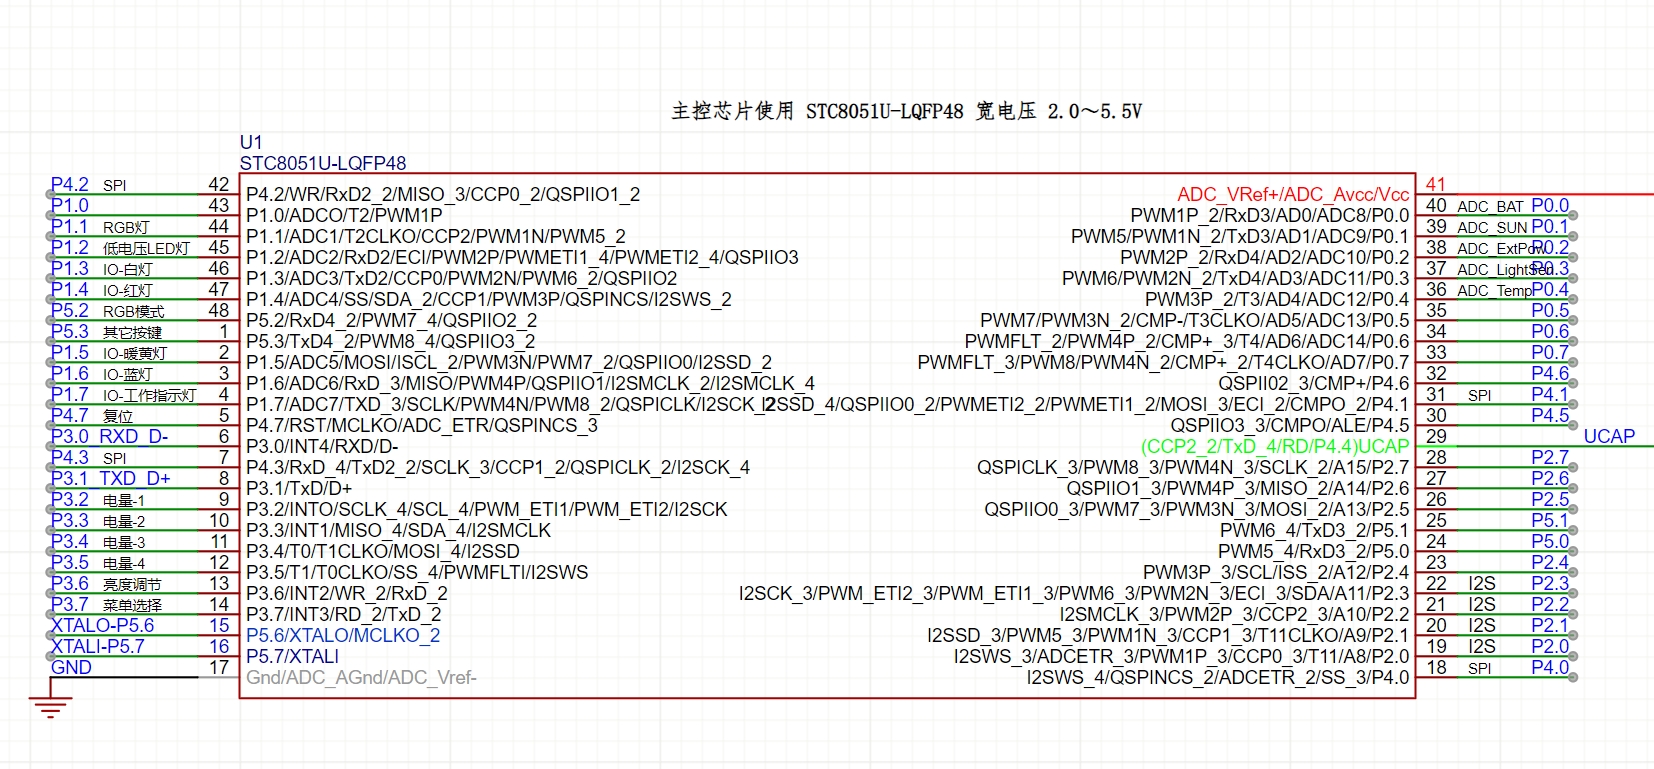 主控芯片使用 STC8051U-LQFP48 宽电压 2.0～5.5V
U1
STC8051U-LQFP48
P4.2 SPI 42 P4.2/WR/RxD2_2/MISO_3/CCP0_2/QSPIIO1_2 ADC_VRef+/ADC_Avcc/Vcc 41
P1.0 43 P1.0/ADCO/T2/PWM1P PWM1P_2/RxD3/AD0/ADC8/P0.0 40 ADC_BAT P0.0
P1.1 RGB灯 44 P1.1/ADC1/T2CLKO/CCP2/PWM1N/PWM5_2 PWM5/PWM1N_2/TxD3/AD1/ADC9/P0.1 39 ADC_SUN P0.1
P1.2 低电压LED灯 45 P1.2/ADC2/RxD2/ECI/PWM2P/PWMETI1_4/PWMETI2_4/QSPIIO3 PWM2P_2/RxD4/AD2/ADC10/P0.2 38 ADC_ExtPow P0.2
P1.3 IO-白灯 46 P1.3/ADC3/TxD2/CCP0/PWM2N/PWM6_2/QSPIIO2 PWM6/PWM2N_2/TxD4/AD3/ADC11/P0.3 37 ADC_LightSen P0.3
P1.4 IO-红灯 47 P1.4/ADC4/SS/SDA_2/CCP1/PWM3P/QSPINCS/I2SWS_2 PWM3P_2/T3/AD4/ADC12/P0.4 36 ADC_Temp P0.4
P5.2 RGB模式 48 P5.2/RxD4_2/PWM7_4/QSPIIO2_2 PWM7/PWM3N_2/CMP-/T3CLKO/AD5/ADC13/P0.5 35 P0.5
P5.3 其它按键 1 P5.3/TxD4_2/PWM8_4/QSPIIO3_2 PWMFLT_2/PWM4P_2/CMP+_3/T4/AD6/ADC14/P0.6 34 P0.6
P1.5 IO-暖黄灯 2 P1.5/ADC5/MOSI/ISCL_2/PWM3N/PWM7_2/QSPIIO0/I2SSD_2 PWMFLT_3/PWM8/PWM4N_2/CMP+_2/T4CLKO/AD7/P0.7 33 P0.7
P1.6 IO-蓝灯 3 P1.6/ADC6/RxD_3/MISO/PWM4P/QSPIIO1/I2SMCLK_2/I2SMCLK_4 QSPII02_3/CMP+/P4.6 32 P4.6
P1.7 IO-工作指示灯 4 P1.7/ADC7/TXD_3/SCLK/PWM4N/PWM8_2/QSPICLK/I2SCK_2SSD_4/QSPIIO0_2/PWMETI2_2/PWMETI1_2/MOSI_3/ECI_2/CMPO_2/P4.1 31 SPI P4.1
P4.7 复位 5 P4.7/RST/MCLKO/ADC_ETR/QSPINCS_3 QSPIIO3_3/CMPO/ALE/P4.5 30 P4.5
P3.0_RXD_D- 6 P3.0/INT4/RXD/D- (CCP2_2/TxD_4/RD/P4.4)UCAP 29 UCAP
P4.3 SPI 7 P4.3/RxD_4/TxD2_2/SCLK_3/CCP1_2/QSPICLK_2/I2SCK_4 QSPICLK_3/PWM8_3/PWM4N_3/SCLK_2/A15/P2.7 28 P2.7
P3.1_TXD_D+ 8 P3.1/TxD/D+ QSPIIO1_3/PWM4P_3/MISO_2/A14/P2.6 27 P2.6
P3.2 电量-1 9 P3.2/INTO/SCLK_4/SCL_4/PWM_ETI1/PWM_ETI2/I2SCK QSPIIO0_3/PWM7_3/PWM3N_3/MOSI_2/A13/P2.5 26 P2.5
P3.3 电量-2 10 P3.3/INT1/MISO_4/SDA_4/I2SMCLK PWM6_4/TxD3_2/P5.1 25 P5.1
P3.4 电量-3 11 P3.4/T0/T1CLKO/MOSI_4/I2SSD PWM5_4/RxD3_2/P5.0 24 P5.0
P3.5 电量-4 12 P3.5/T1/T0CLKO/SS_4/PWMFLTI/I2SWS PWM3P_3/SCL/ISS_2/A12/P2.4 23 P2.4
P3.6 亮度调节 13 P3.6/INT2/WR_2/RxD_2 I2SCK_3/PWM_ETI2_3/PWM_ETI1_3/PWM6_3/PWM2N_3/ECI_3/SDA/A11/P2.3 22 I2S P2.3
P3.7 菜单选择 14 P3.7/INT3/RD_2/TxD_2 I2SMCLK_3/PWM2P_3/CCP2_3/A10/P2.2 21 I2S P2.2
XTALO-P5.6 15 P5.6/XTALO/MCLKO_2 I2SSD_3/PWM5_3/PWM1N_3/CCP1_3/T11CLKO/A9/P2.1 20 I2S P2.1
XTALI-P5.7 16 P5.7/XTALI I2SWS_3/ADCETR_3/PWM1P_3/CCP0_3/T11/A8/P2.0 19 I2S P2.0
GND 17 Gnd/ADC_AGnd/ADC_Vref- I2SWS_4/QSPINCS_2/ADCETR_2/SS_3/P4.0 18 SPI P4.0